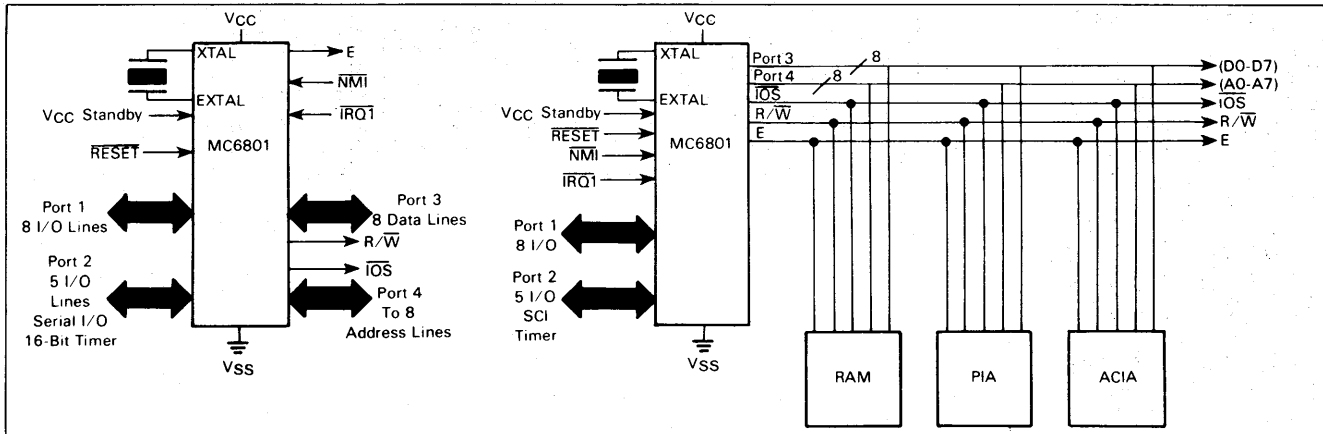 VCC
XTAL
E
NMI
EXTAL
VCC Standby
IRQ1
MC6801
RESET
Port 1
8 I/O Lines
Port 3
8 Data Lines
R/W
IOS
Port 2
5 I/O
Lines
Serial I/O
16-Bit Timer
Port 4
To 8
Address Lines
VSS
VCC
XTAL
Port 3
8
(D0-D7)
Port 4
8
(A0-A7)
EXTAL
IOS
IOS
VCC Standby
R/W
R/W
RESET
MC6801
E
E
NMI
IRQ1
Port 1
8 I/O
Port 2
5 I/O
SCI
Timer
VSS
RAM
PIA
ACIA